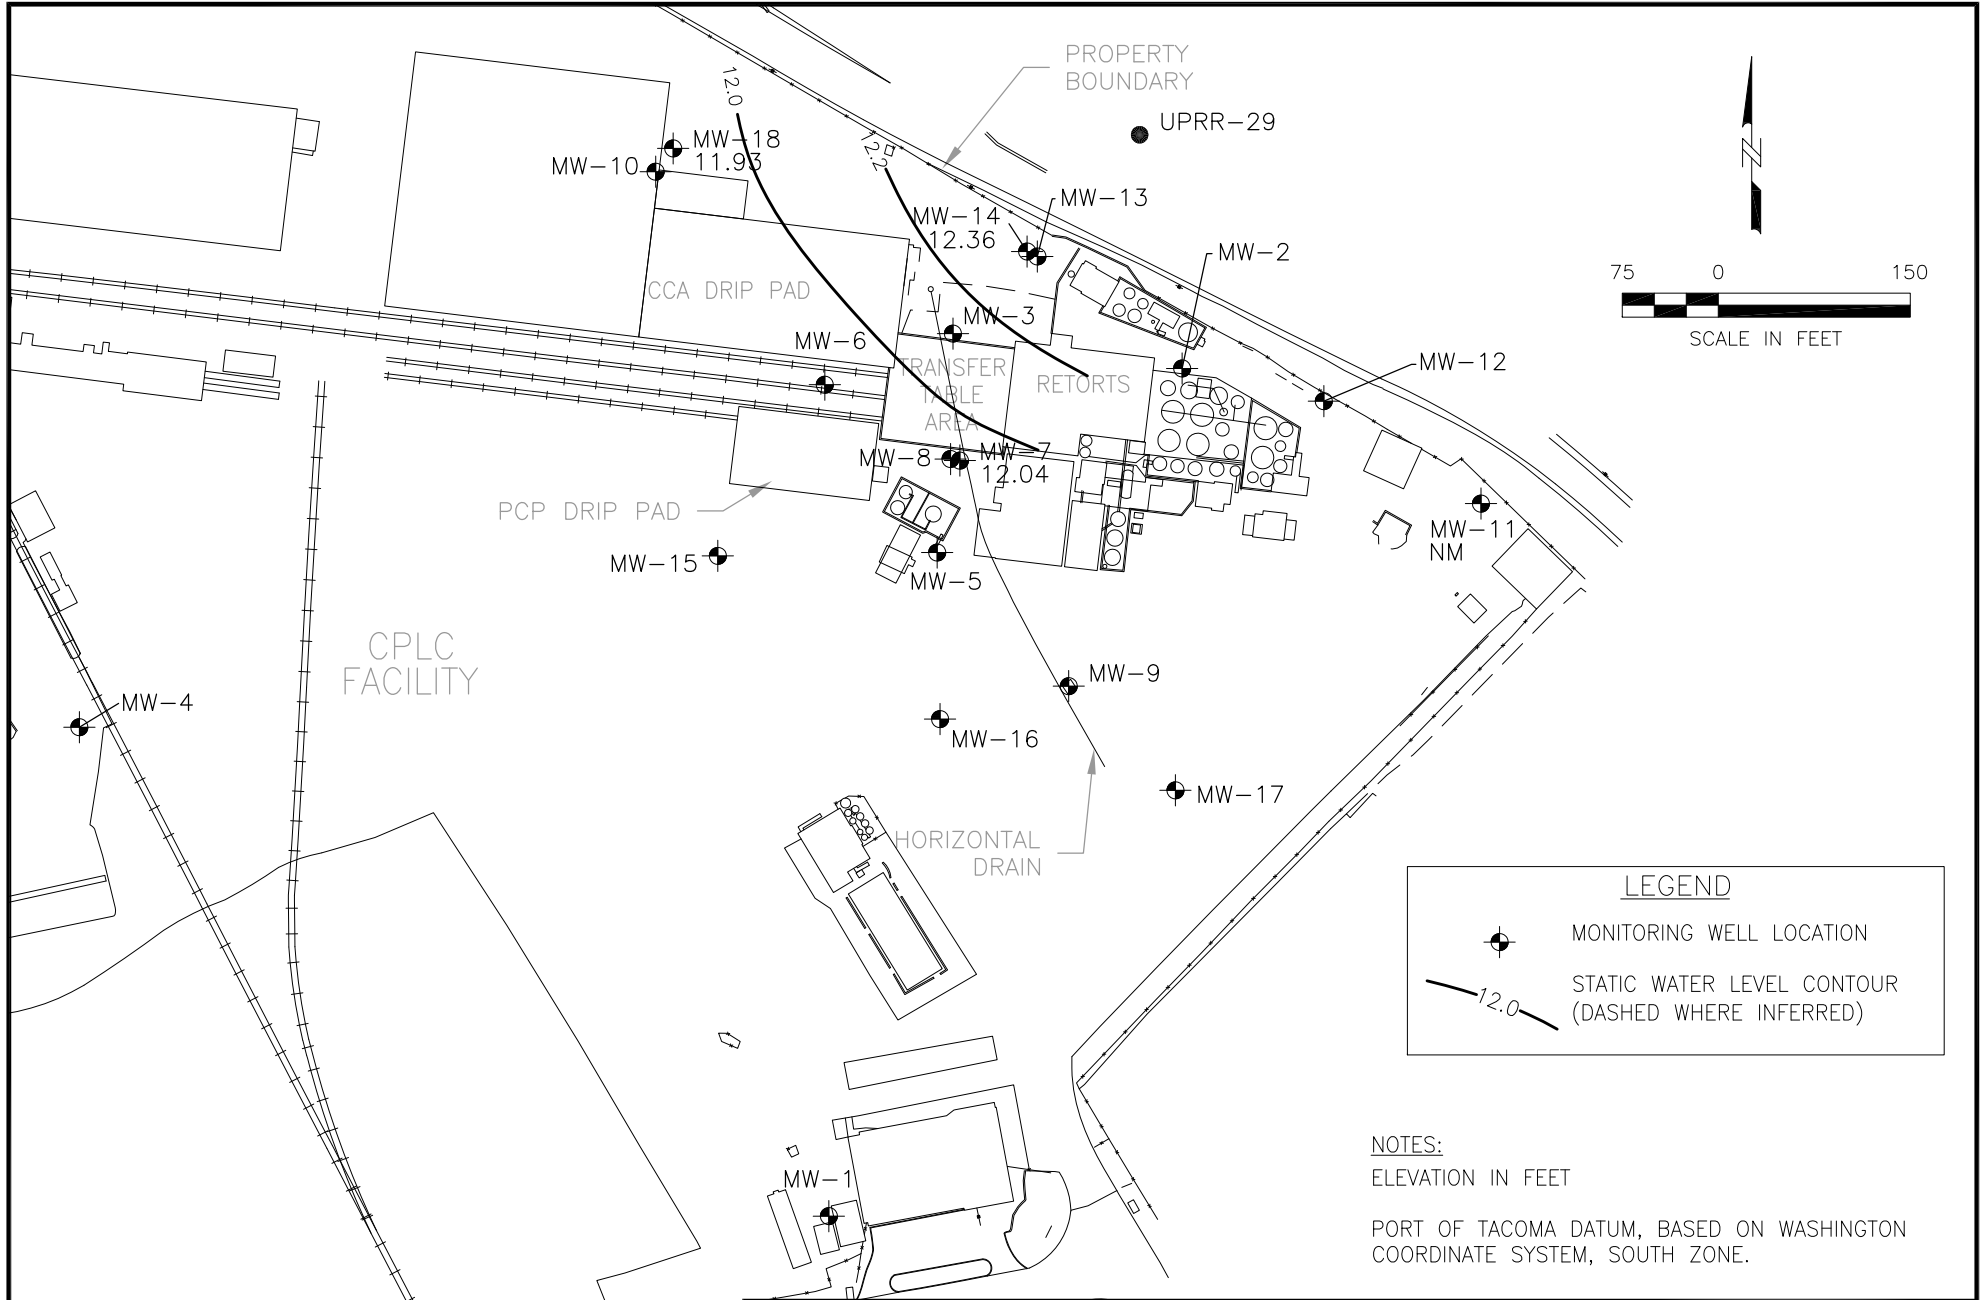 PROPERTY
BOUNDARY
12.0
UPRR-29
MW-18
11.93
MW-10
12.2
MW-13
MW-14
12.36
MW-2
75 0 150
SCALE IN FEET
N
CCA DRIP PAD
MW-3
MW-6
MW-12
TRANSFER
TABLE
AREA
RETORTS
MW-8
MW-7
12.04
PCP DRIP PAD
MW-11
NM
MW-15
MW-5
CPLC
FACILITY
MW-9
MW-4
MW-16
MW-17
HORIZONTAL
DRAIN
LEGEND
MONITORING WELL LOCATION
12.0
STATIC WATER LEVEL CONTOUR
(DASHED WHERE INFERRED)
MW-1
NOTES:
ELEVATION IN FEET
PORT OF TACOMA DATUM, BASED ON WASHINGTON
COORDINATE SYSTEM, SOUTH ZONE.